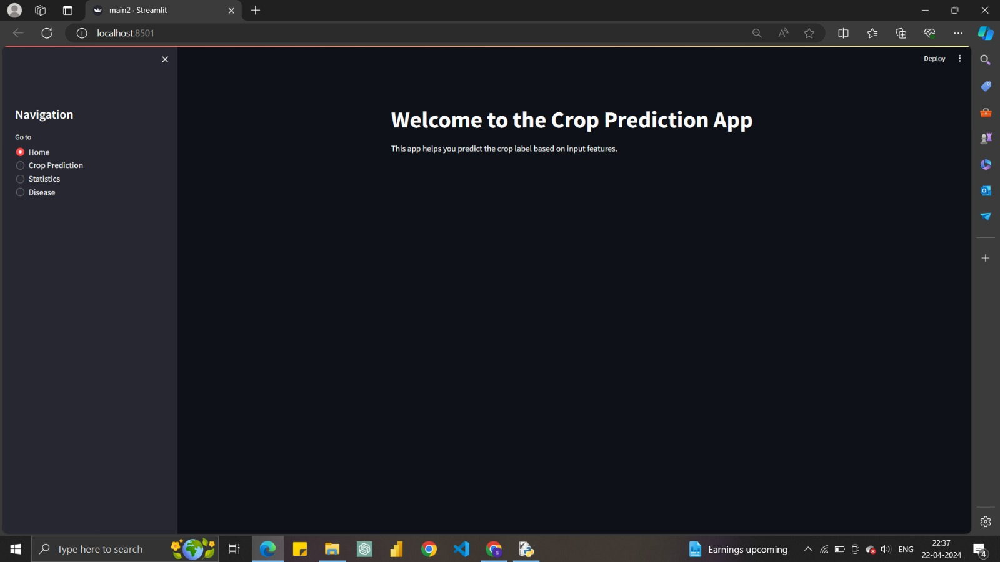 main2 · Streamlit
localhost:8501
Deploy
Navigation
Go to
Home
Crop Prediction
Statistics
Disease
Welcome to the Crop Prediction App
This app helps you predict the crop label based on input features.
Type here to search
Earnings upcoming
ENG
22:37
22-04-2024
4